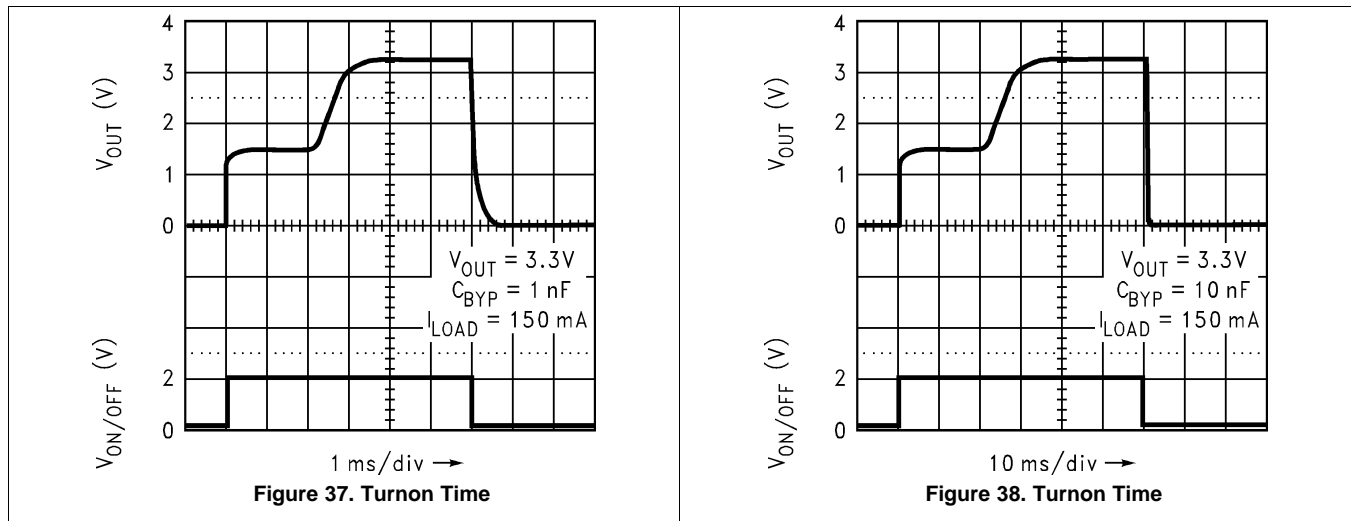 4
3
2
1
0
V_OUT (V)
V_OUT = 3.3V
C_BYP = 1 nF
I_LOAD = 150 mA
2
0
V_ON/OFF (V)
1 ms/div →
Figure 37. Turnon Time
4
3
2
1
0
V_OUT (V)
V_OUT = 3.3V
C_BYP = 10 nF
I_LOAD = 150 mA
2
0
V_ON/OFF (V)
10 ms/div →
Figure 38. Turnon Time